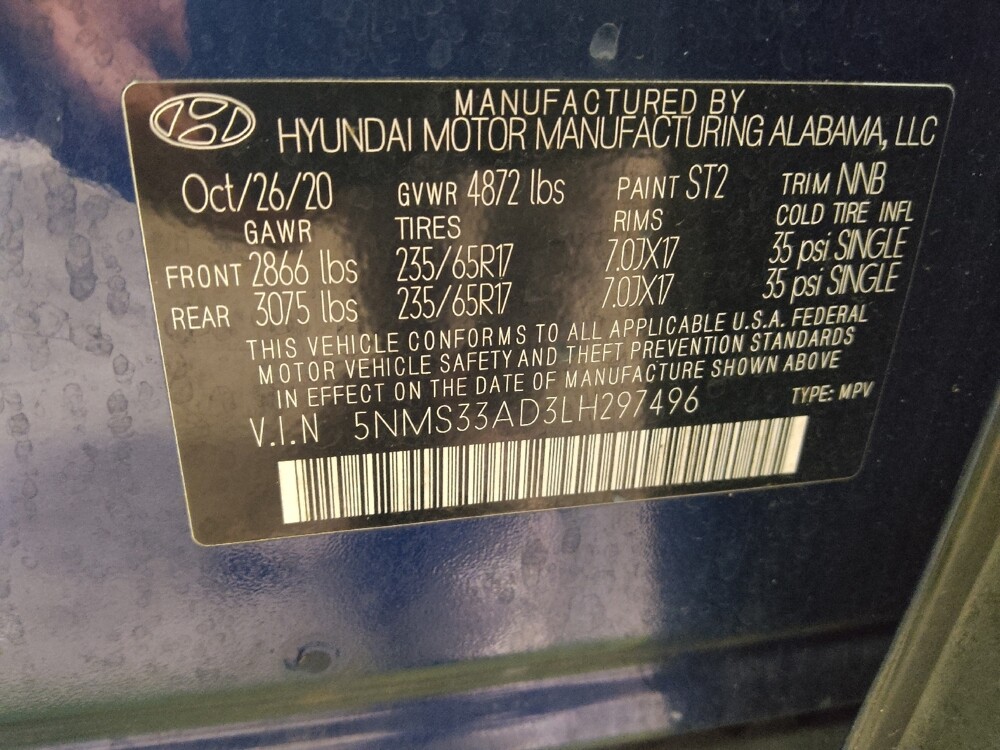 MANUFACTURED BY
HYUNDAI MOTOR MANUFACTURING ALABAMA, LLC
Oct/26/20 GVWR 4872 lbs PAINT ST2 TRIM NNB
GAWR TIRES RIMS COLD TIRE INFL
FRONT 2866 lbs 235/65R17 7.0JX17 35 psi SINGLE
REAR 3075 lbs 235/65R17 7.0JX17 35 psi SINGLE
THIS VEHICLE CONFORMS TO ALL APPLICABLE U.S.A. FEDERAL
MOTOR VEHICLE SAFETY AND THEFT PREVENTION STANDARDS
IN EFFECT ON THE DATE OF MANUFACTURE SHOWN ABOVE
V.I.N 5NMS33AD3LH297496 TYPE: MPV